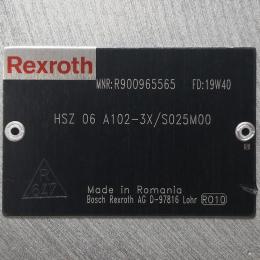 Rexroth
MNR:R900965565 FD:19W40
HSZ 06 A102-3X/S025M00
R
6Z7
Made in Romania
Bosch Rexroth AG D-97816 Lohr RO10